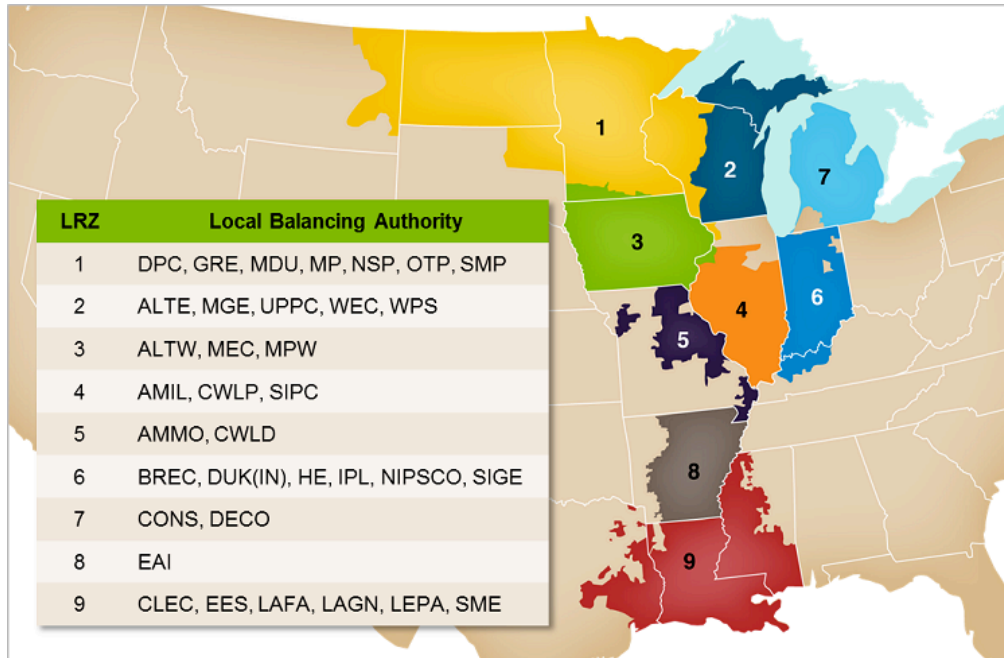 LRZ Local Balancing Authority
1 DPC, GRE, MDU, MP, NSP, OTP, SMP
2 ALTE, MGE, UPPC, WEC, WPS
3 ALTW, MEC, MPW
4 AMIL, CWLP, SIPC
5 AMMO, CWLD
6 BREC, DUK(IN), HE, IPL, NIPSCO, SIGE
7 CONS, DECO
8 EAI
9 CLEC, EES, LAFA, LAGN, LEPA, SME
1
2
7
3
6
4
5
8
9